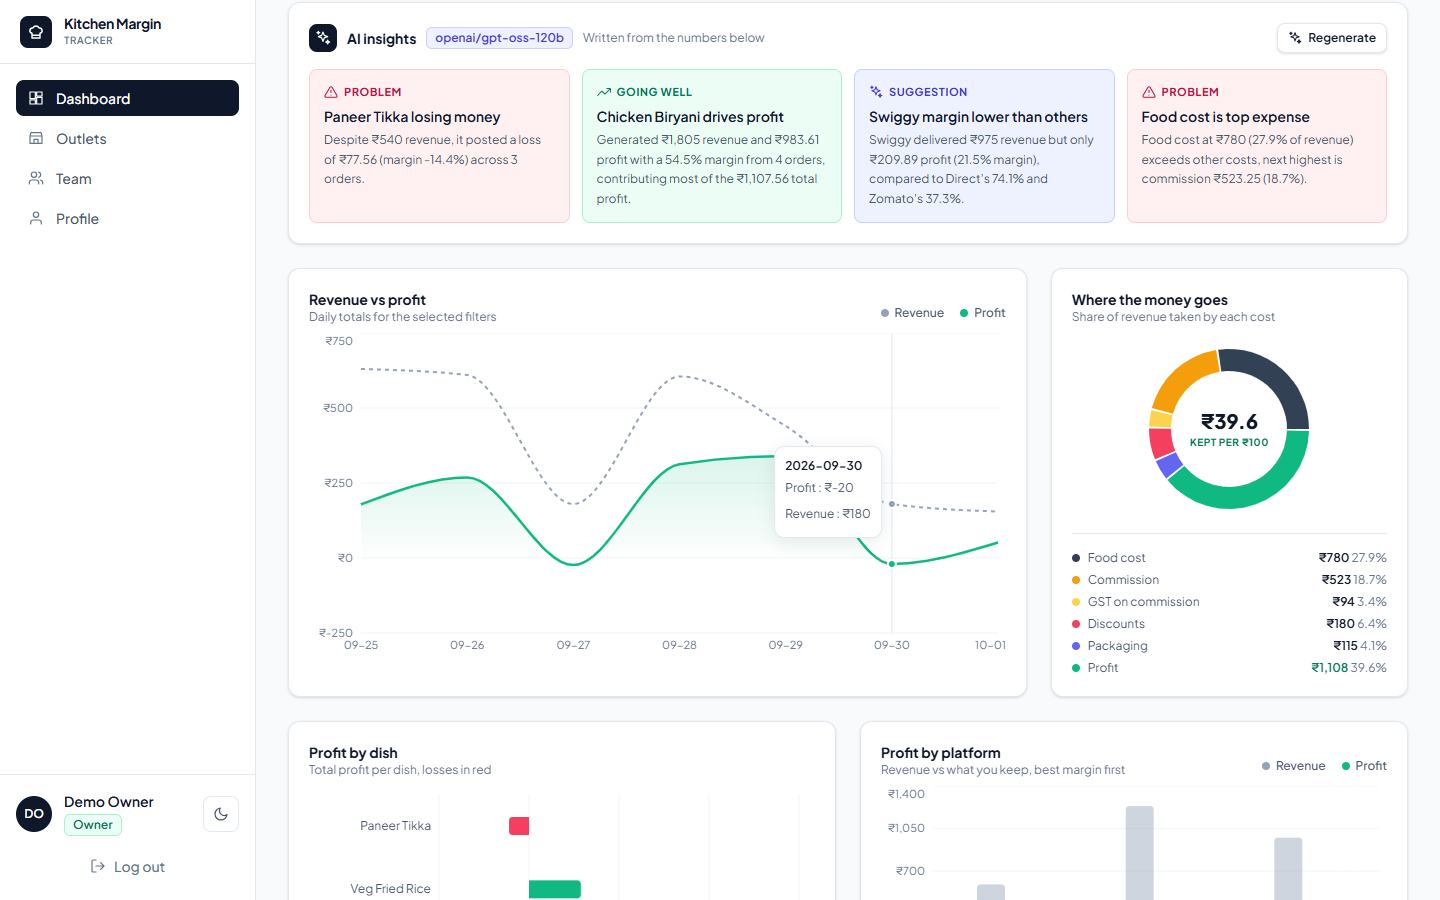 Kitchen Margin
TRACKER
Dashboard
Outlets
Team
Profile
DO
Demo Owner
Owner
Log out
AI insights
openai/gpt-oss-120b
Written from the numbers below
Regenerate
PROBLEM
Paneer Tikka losing money
Despite ₹540 revenue, it posted a loss
of ₹77.56 (margin -14.4%) across 3
orders.
GOING WELL
Chicken Biryani drives profit
Generated ₹1,805 revenue and ₹983.61
profit with a 54.5% margin from 4 orders,
contributing most of the ₹1,107.56 total
profit.
SUGGESTION
Swiggy margin lower than others
Swiggy delivered ₹975 revenue but only
₹209.89 profit (21.5% margin),
compared to Direct's 74.1% and
Zomato's 37.3%.
PROBLEM
Food cost is top expense
Food cost at ₹780 (27.9% of revenue)
exceeds other costs, next highest is
commission ₹523.25 (18.7%).
Revenue vs profit
Daily totals for the selected filters
Revenue
Profit
₹750
₹500
₹250
₹0
₹-250
09-25
09-26
09-27
09-28
09-29
09-30
10-01
2026-09-30
Profit : ₹-20
Revenue : ₹180
Where the money goes
Share of revenue taken by each cost
₹39.6
KEPT PER ₹100
Food cost ₹780 27.9%
Commission ₹523 18.7%
GST on commission ₹94 3.4%
Discounts ₹180 6.4%
Packaging ₹115 4.1%
Profit ₹1,108 39.6%
Profit by dish
Total profit per dish, losses in red
Paneer Tikka
Veg Fried Rice
Profit by platform
Revenue vs what you keep, best margin first
Revenue
Profit
₹1,400
₹1,050
₹700